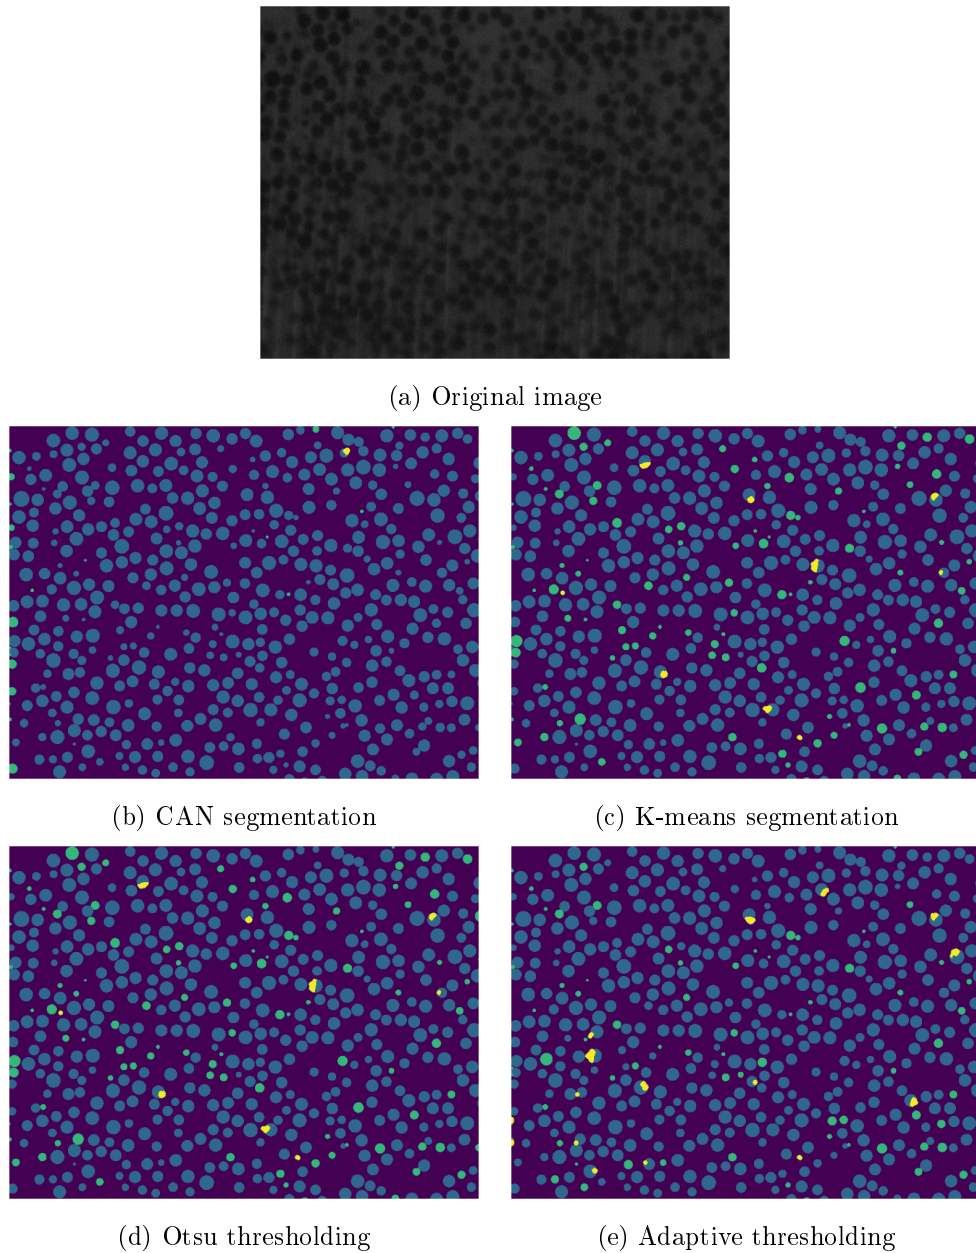 (a) Original image
(b) CAN segmentation
(c) K-means segmentation
(d) Otsu thresholding
(e) Adaptive thresholding